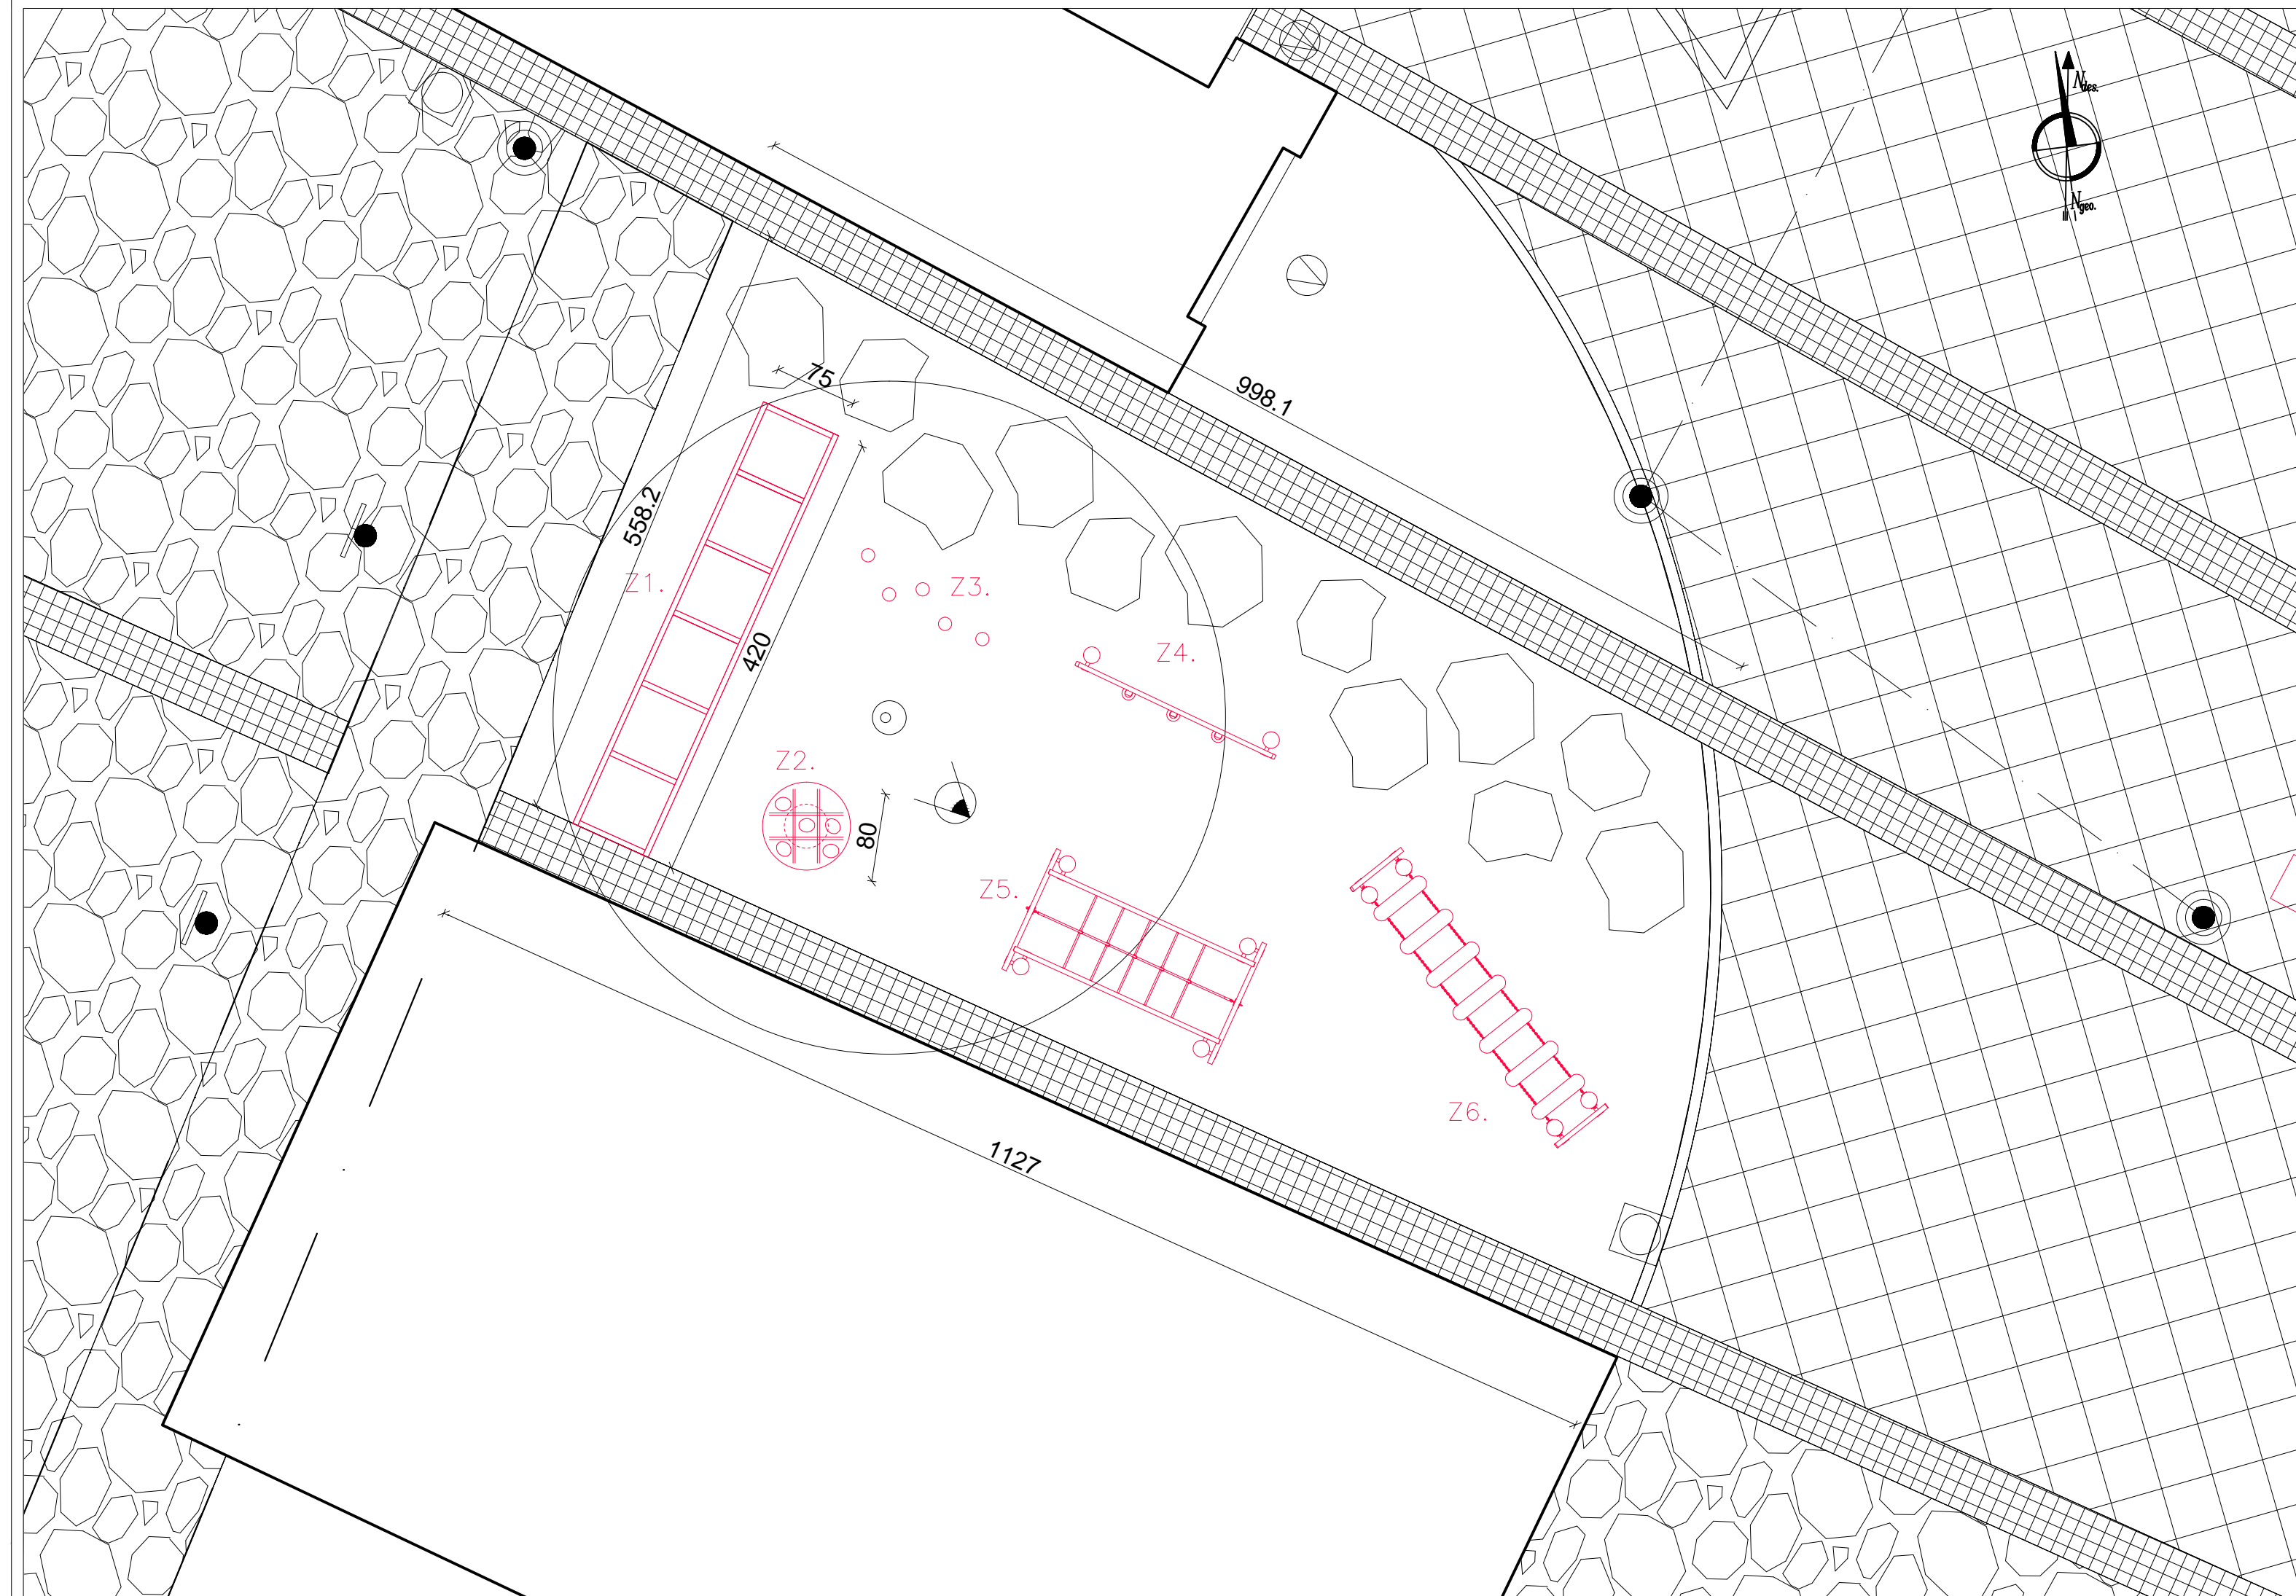 Ndes.
Ngeo.
75
998.1
558.2
Z1.
Z3.
420
Z4.
Z2.
80
Z5.
Z6.
1127